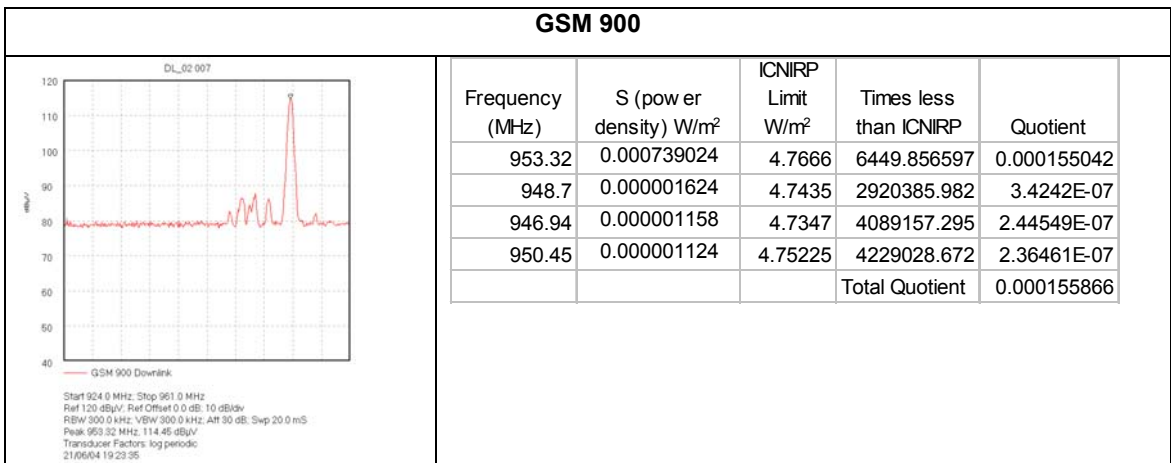 GSM 900
DL_02 007
120
110
100
90
80
70
60
50
40
dBµV
GSM 900 Downlink
Start 924.0 MHz; Stop 961.0 MHz
Ref 120 dBµV; Ref Offset 0.0 dB; 10 dB/div
RBW 300.0 kHz; VBW 300.0 kHz; Att 30 dB; Swp 20.0 mS
Peak 953.32 MHz, 114.45 dBµV
Transducer Factors: log periodic
21/06/04 19:23:35
Frequency (MHz) S (pow er density) W/m² ICNIRP Limit W/m² Times less than ICNIRP Quotient
953.32 0.000739024 4.7666 6449.856597 0.000155042
948.7 0.000001624 4.7435 2920385.982 3.4242E-07
946.94 0.000001158 4.7347 4089157.295 2.44549E-07
950.45 0.000001124 4.75225 4229028.672 2.36461E-07
Total Quotient 0.000155866